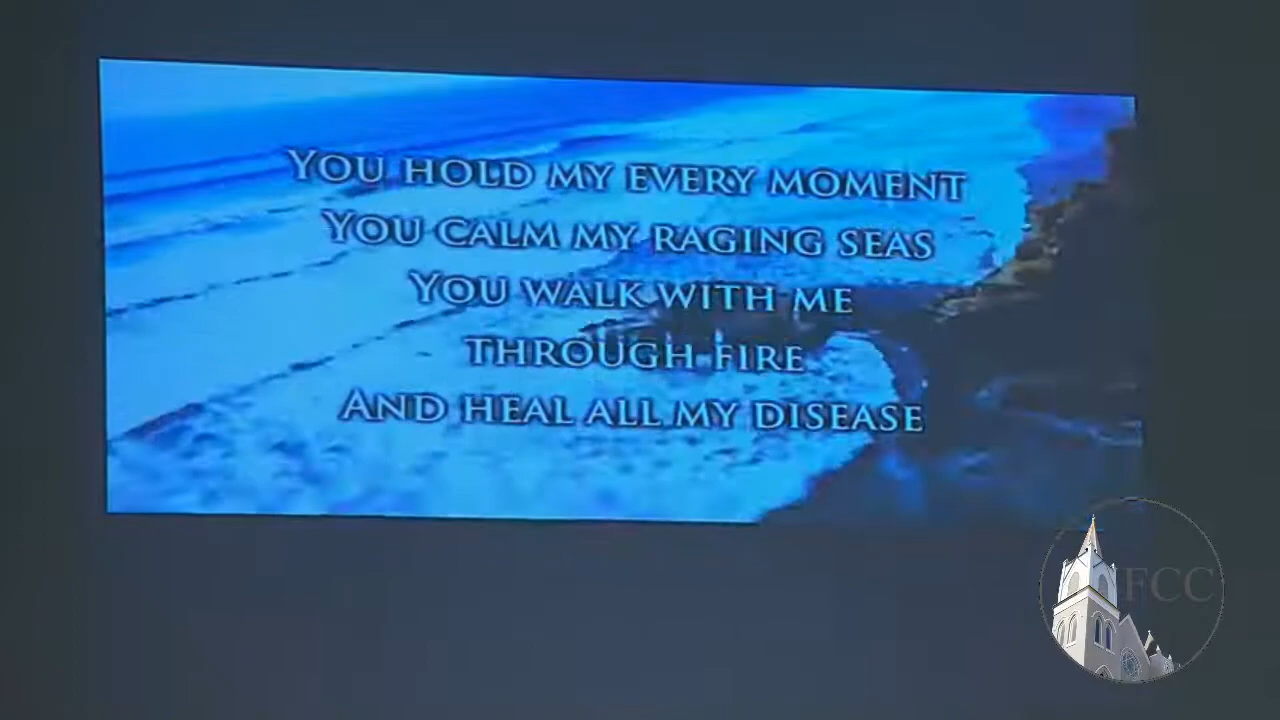 You hold my every moment
You calm my raging seas
You walk with me
through fire
And heal all my disease
FCC